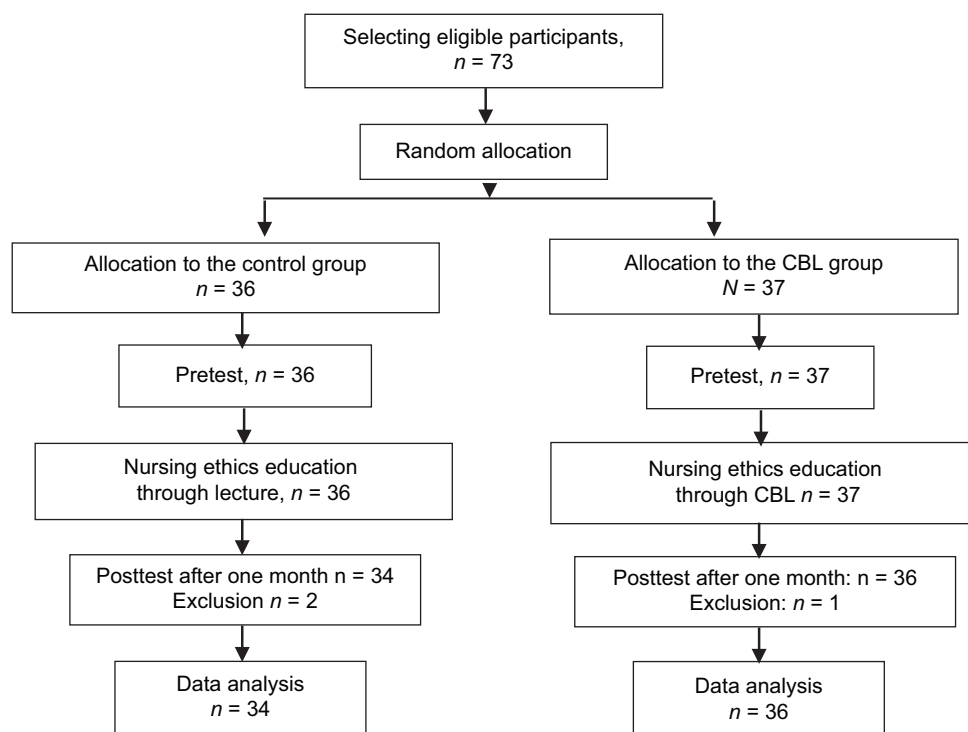 Selecting eligible participants,
n = 73
Random allocation
Allocation to the control group
n = 36
Allocation to the CBL group
N = 37
Pretest, n = 36
Pretest, n = 37
Nursing ethics education
through lecture, n = 36
Nursing ethics education
through CBL n = 37
Posttest after one month n = 34
Exclusion n = 2
Posttest after one month: n = 36
Exclusion: n = 1
Data analysis
n = 34
Data analysis
n = 36